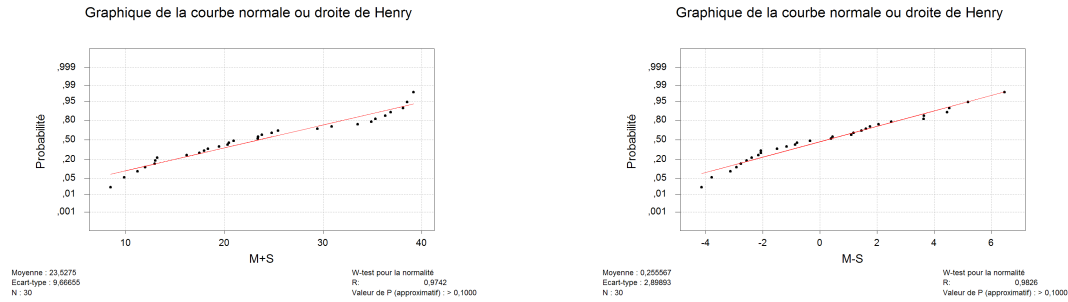 Graphique de la courbe normale ou droite de Henry
,999
,99
,95
,80
,50
,20
,05
,01
,001
Probabilité
10 20 30 40
M+S
Moyenne : 23,5275
Ecart-type : 9,66655
N : 30
W-test pour la normalité
R: 0,9742
Valeur de P (approximatif) : > 0,1000
Graphique de la courbe normale ou droite de Henry
,999
,99
,95
,80
,50
,20
,05
,01
,001
Probabilité
-4 -2 0 2 4 6
M-S
Moyenne : 0,255567
Ecart-type : 2,89893
N : 30
W-test pour la normalité
R: 0,9826
Valeur de P (approximatif) : > 0,1000